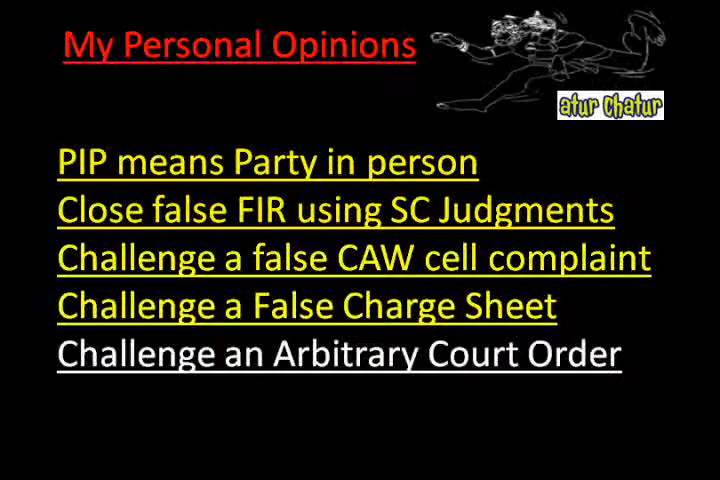 My Personal Opinions
atur chatur
PIP means Party in person
Close false FIR using SC Judgments
Challenge a false CAW cell complaint
Challenge a False Charge Sheet
Challenge an Arbitrary Court Order